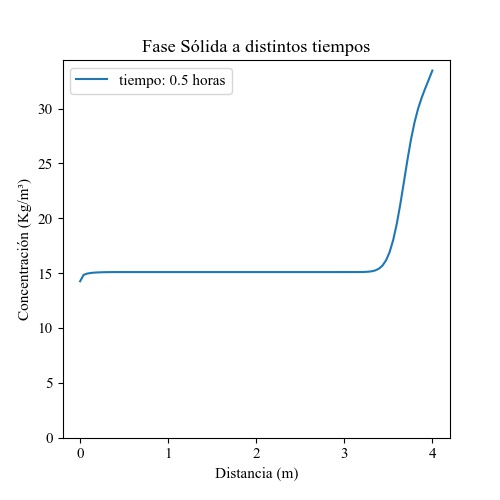 Fase Sólida a distintos tiempos
tiempo: 0.5 horas
Concentración (Kg/m³)
30
25
20
15
10
5
0
0 1 2 3 4
Distancia (m)